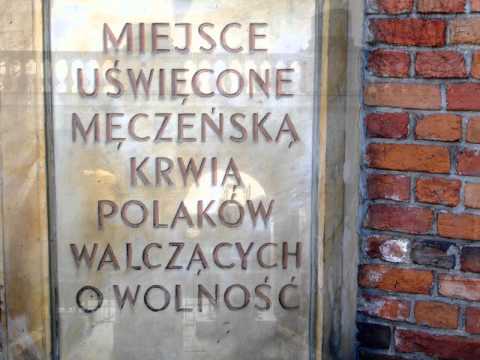 MIEJSCE
UŚWIĘCONE
MĘCZEŃSKĄ
KRWIĄ
POLAKÓW
WALCZĄCYCH
O WOLNOŚĆ